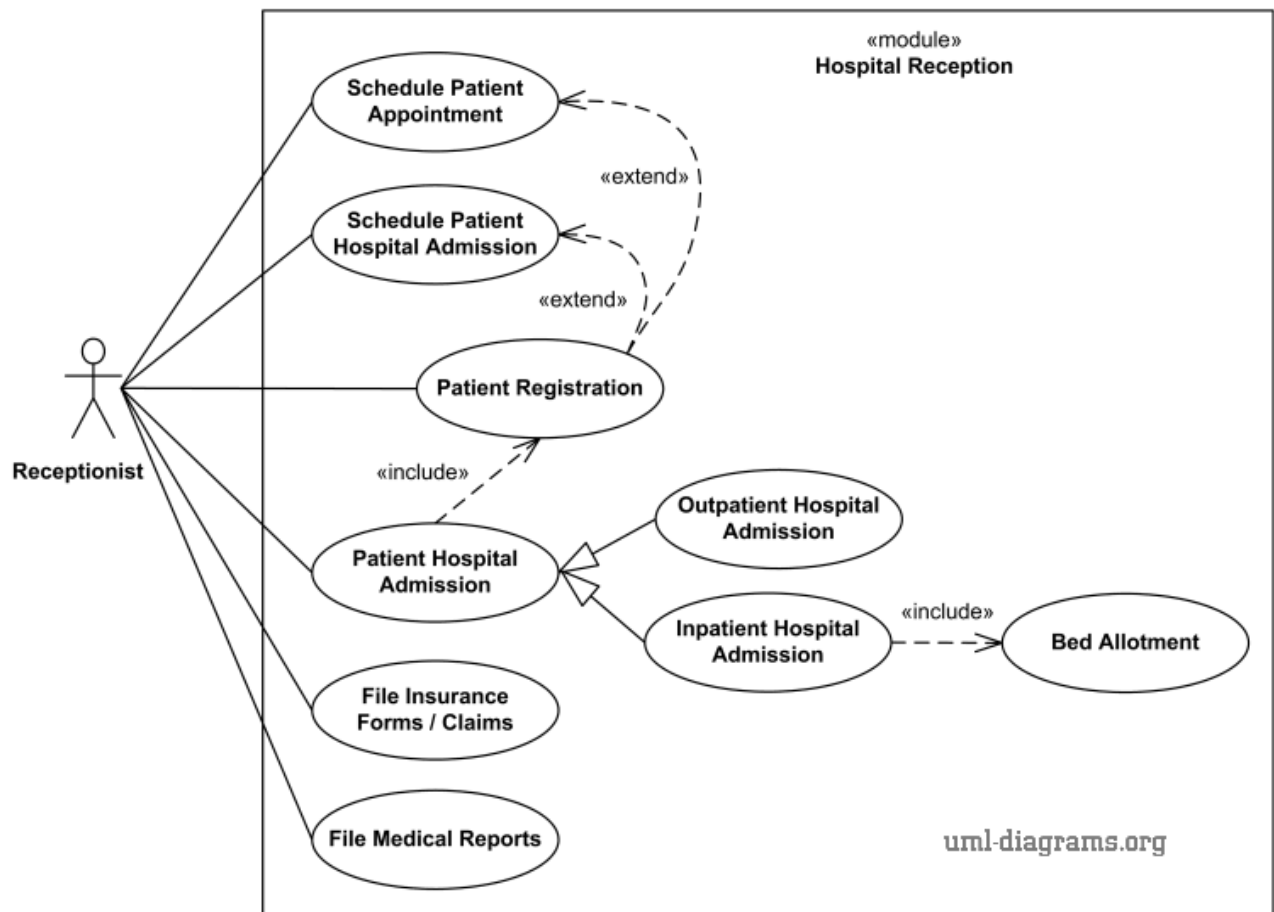 «module»
Hospital Reception
Schedule Patient
Appointment
«extend»
Schedule Patient
Hospital Admission
«extend»
Patient Registration
Receptionist
«include»
Outpatient Hospital
Admission
Patient Hospital
Admission
Inpatient Hospital
Admission
«include»
Bed Allotment
File Insurance
Forms / Claims
File Medical Reports
uml-diagrams.org